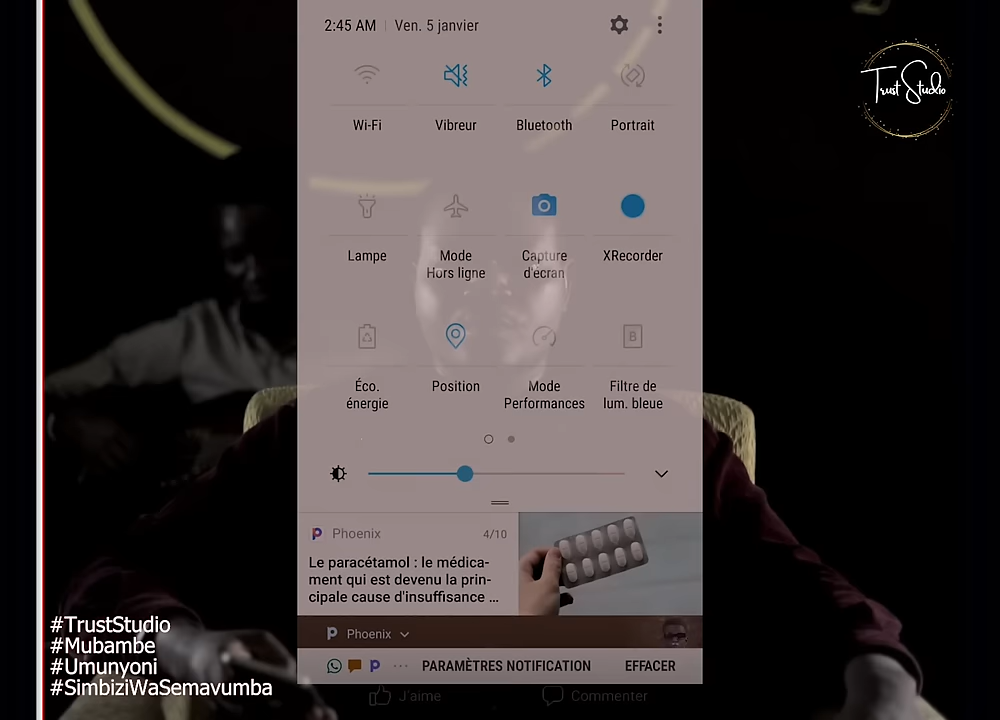 2:45 AM | Ven. 5 janvier
Trust Studio
Wi-Fi
Vibreur
Bluetooth
Portrait
Lampe
Mode
Hors ligne
Capture
d'écran
XRecorder
Éco.
énergie
Position
Mode
Performances
B
Filtre de
lum. bleue
Phoenix
4/10
Le paracétamol : le médica-
ment qui est devenu la prin-
cipale cause d'insuffisance ...
Phoenix
PARAMÈTRES NOTIFICATION
EFFACER
J'aime
Commenter
#TrustStudio
#Mubambe
#Umunyoni
#SimbiziWaSemavumba